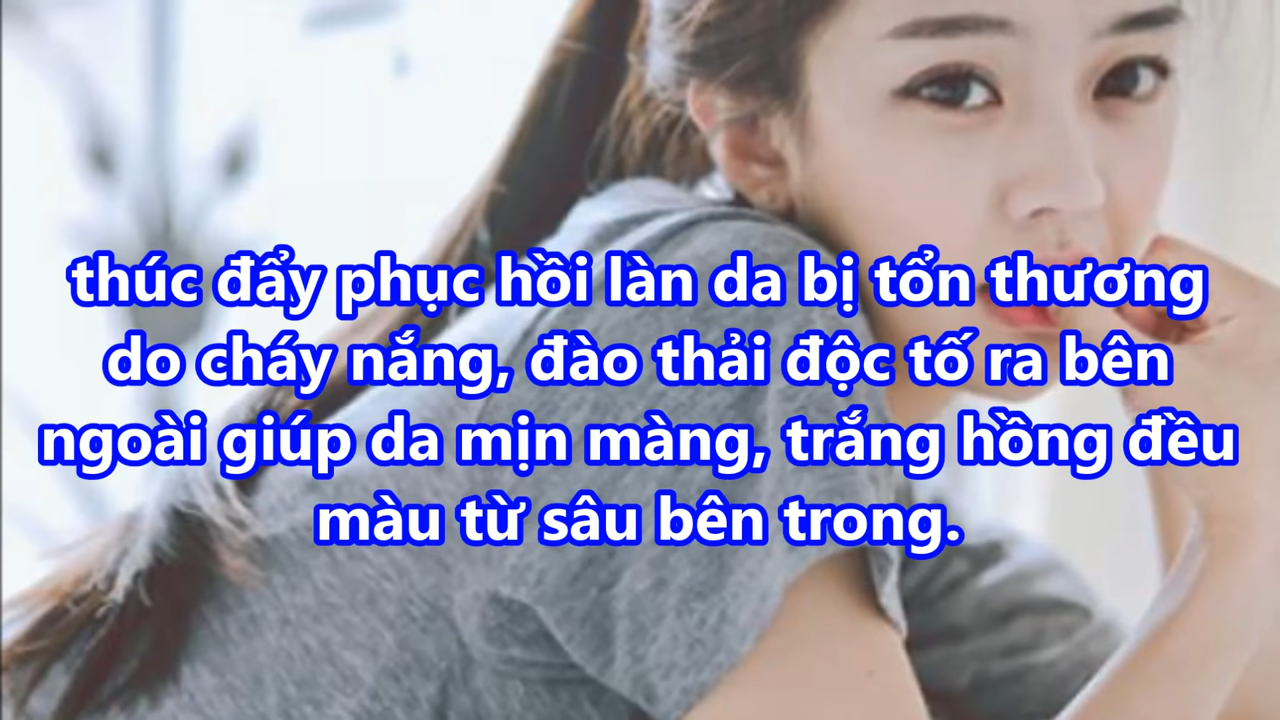 thúc đẩy phục hồi làn da bị tổn thương
do cháy nắng, đào thải độc tố ra bên
ngoài giúp da mịn màng, trắng hồng đều
màu từ sâu bên trong.